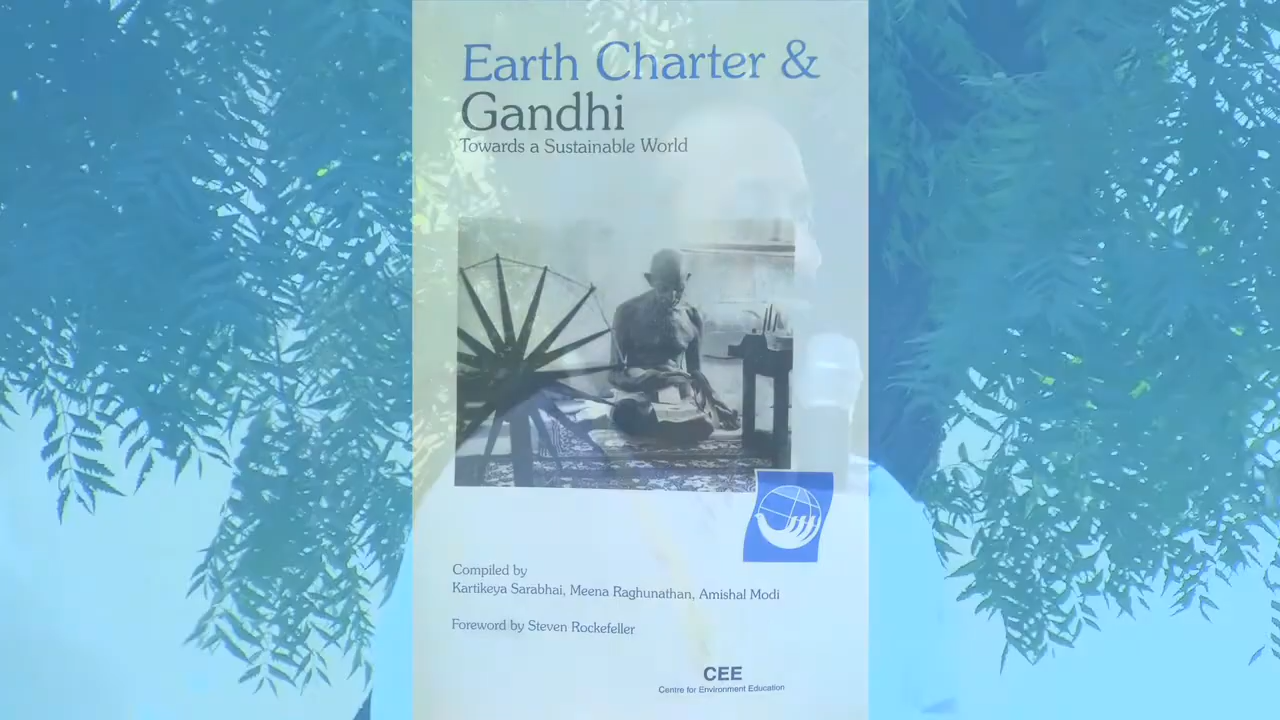 Earth Charter &
Gandhi
Towards a Sustainable World
Compiled by
Kartikeya Sarabhai, Meena Raghunathan, Amishal Modi
Foreword by Steven Rockefeller
CEE
Centre for Environment Education